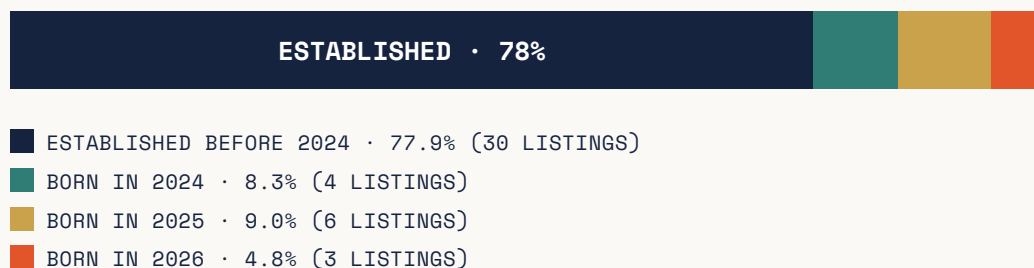 ESTABLISHED · 78%
ESTABLISHED BEFORE 2024 · 77.9% (30 LISTINGS)
BORN IN 2024 · 8.3% (4 LISTINGS)
BORN IN 2025 · 9.0% (6 LISTINGS)
BORN IN 2026 · 4.8% (3 LISTINGS)